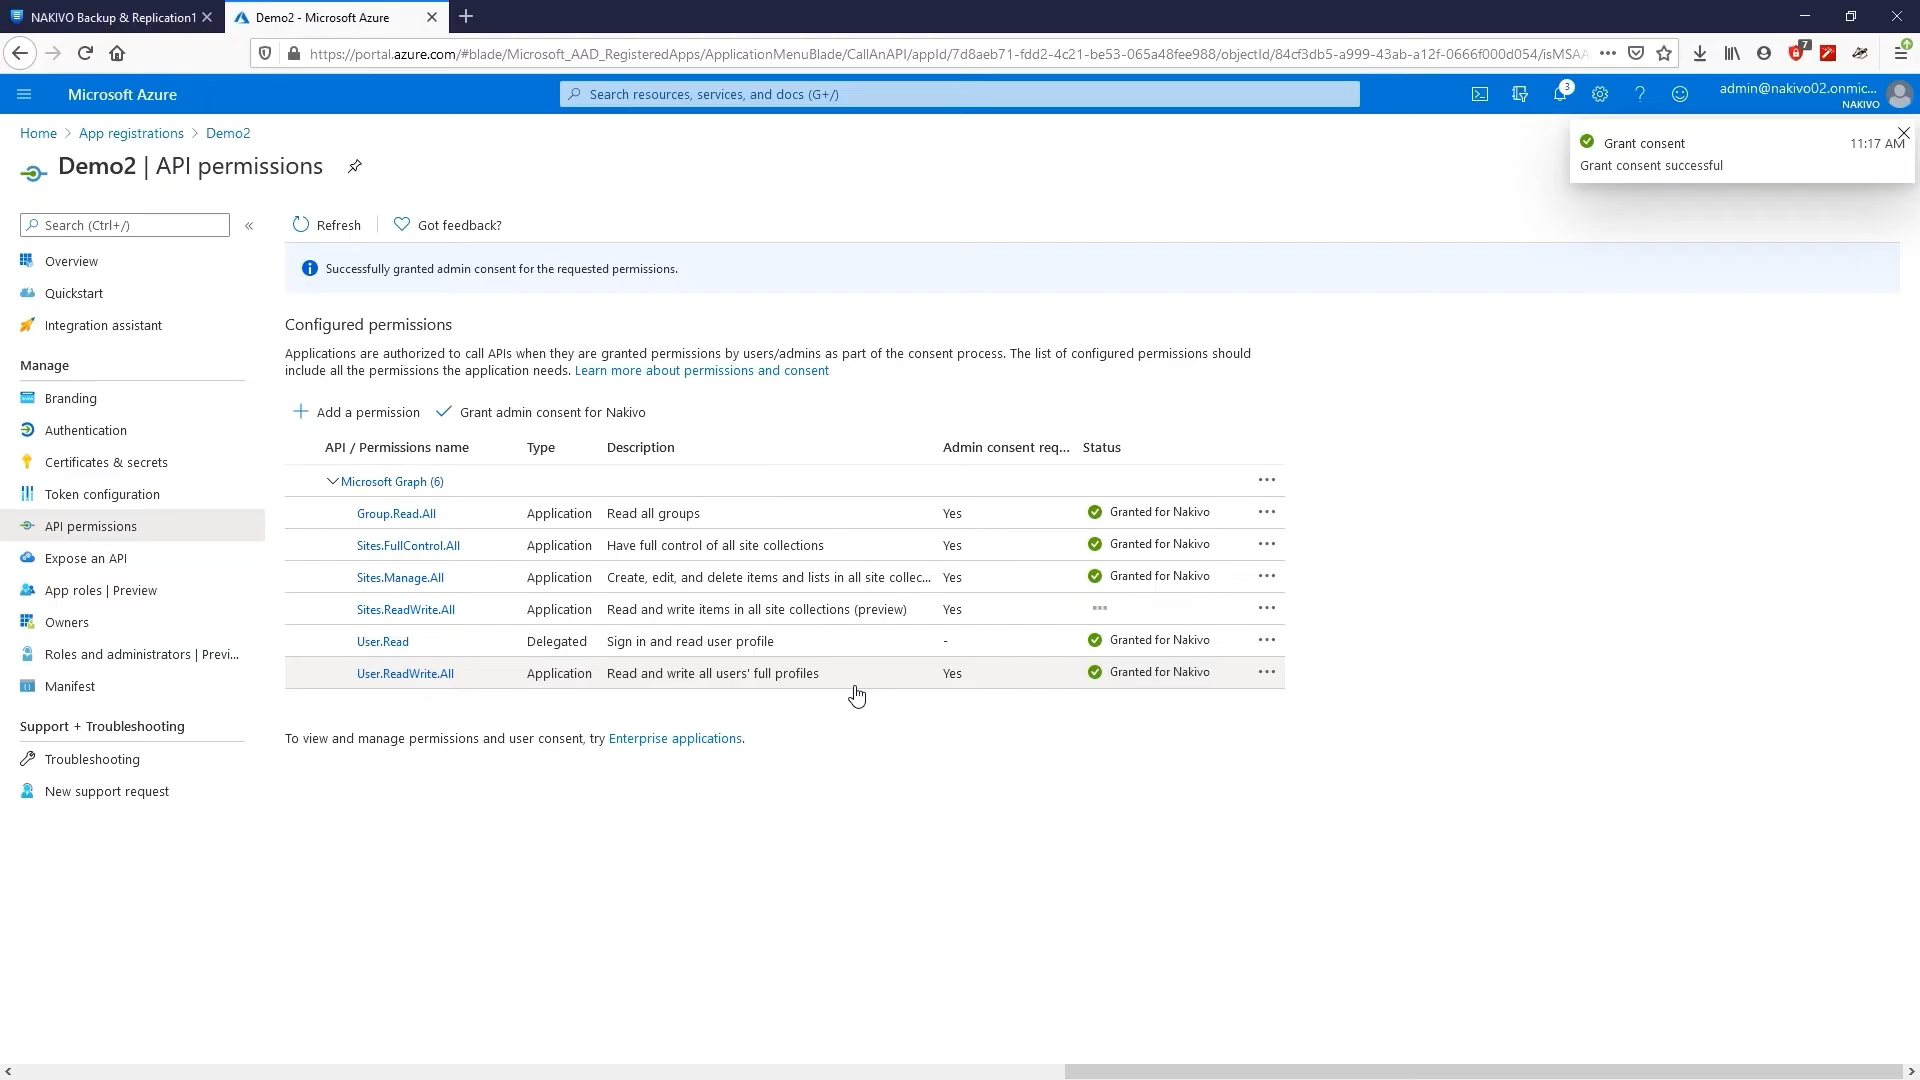 NAKIVO Backup & Replication1
Demo2 - Microsoft Azure
https://portal.azure.com/#blade/Microsoft_AAD_RegisteredApps/ApplicationMenuBlade/CallAnAPI/appId/7d8aeb71-fdd2-4c21-be53-065a48fee988/objectId/84cf3db5-a999-43ab-a12f-0666f000d054/isMSAA
7
Microsoft Azure
Search resources, services, and docs (G+/)
3
admin@nakivo02.onmic...
NAKIVO
Home > App registrations > Demo2
Demo2 | API permissions
Grant consent 11:17 AM
Grant consent successful
Search (Ctrl+/)
«
Refresh
Got feedback?
Overview
Quickstart
Integration assistant
Manage
Branding
Authentication
Certificates & secrets
Token configuration
API permissions
Expose an API
App roles | Preview
Owners
Roles and administrators | Previ...
Manifest
Support + Troubleshooting
Troubleshooting
New support request
Successfully granted admin consent for the requested permissions.
Configured permissions
Applications are authorized to call APIs when they are granted permissions by users/admins as part of the consent process. The list of configured permissions should
include all the permissions the application needs. Learn more about permissions and consent
Add a permission Grant admin consent for Nakivo
API / Permissions name Type Description Admin consent req... Status
Microsoft Graph (6) ...
Group.Read.All Application Read all groups Yes Granted for Nakivo ...
Sites.FullControl.All Application Have full control of all site collections Yes Granted for Nakivo ...
Sites.Manage.All Application Create, edit, and delete items and lists in all site collec... Yes Granted for Nakivo ...
Sites.ReadWrite.All Application Read and write items in all site collections (preview) Yes ...
User.Read Delegated Sign in and read user profile - Granted for Nakivo ...
User.ReadWrite.All Application Read and write all users' full profiles Yes Granted for Nakivo ...
To view and manage permissions and user consent, try Enterprise applications.